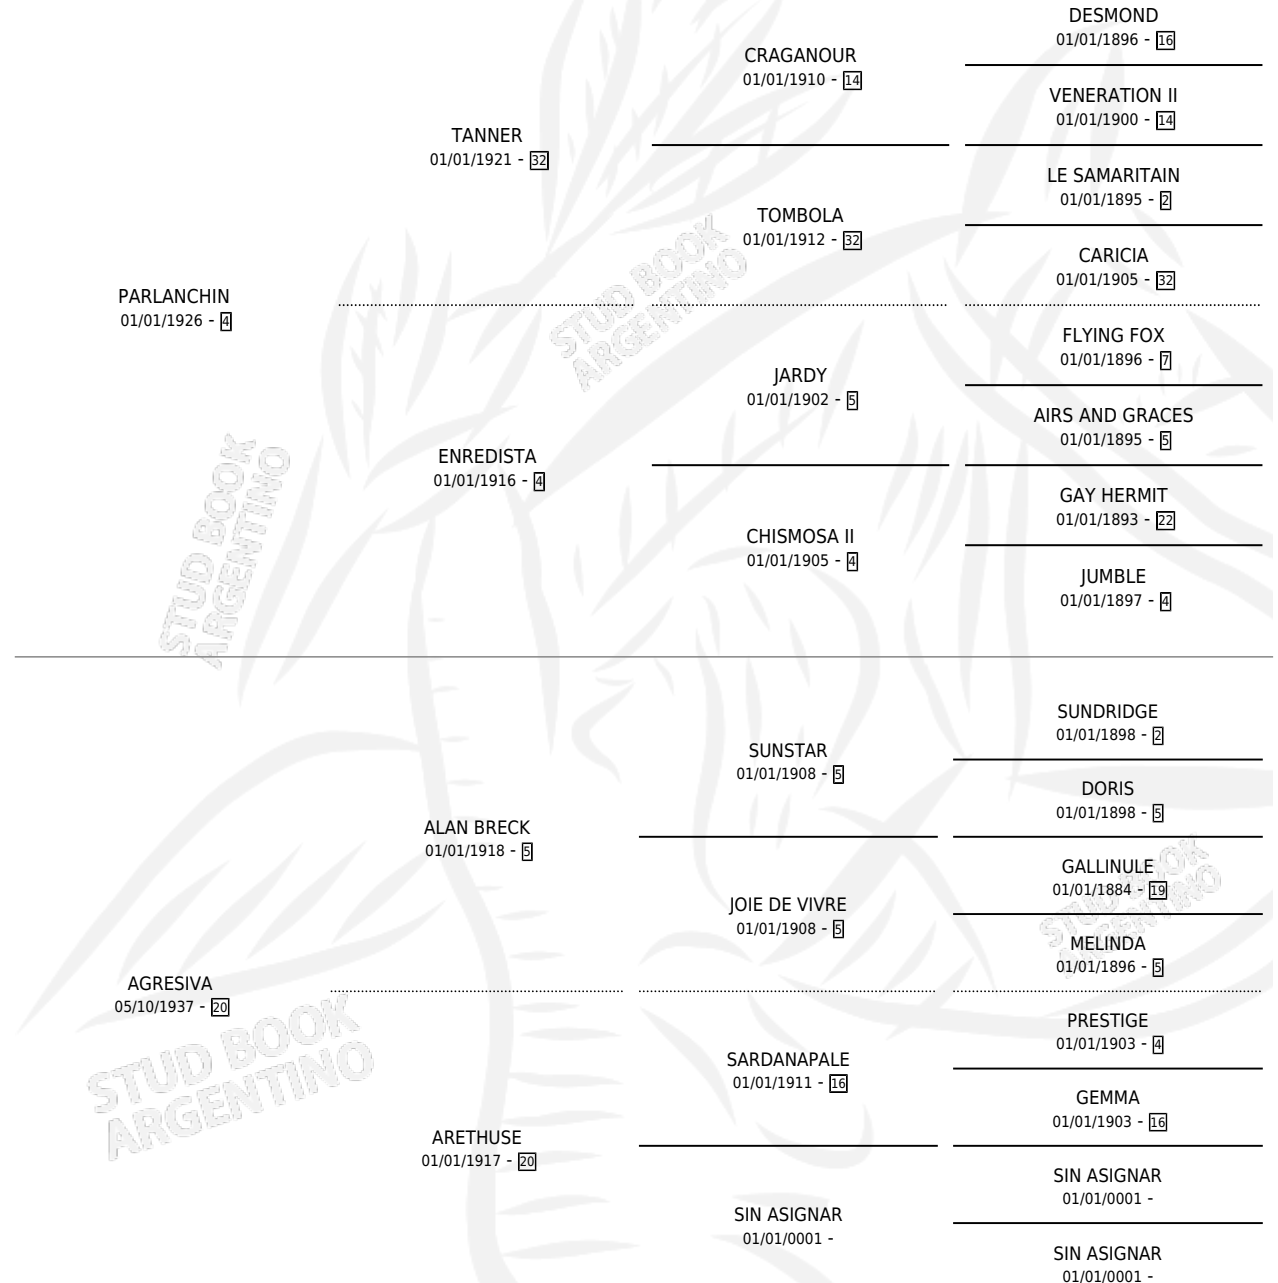 DESMOND
01/01/1896 - 16
CRAGANOUR
01/01/1910 - 14
VENERATION II
01/01/1900 - 14
TANNER
01/01/1921 - 32
LE SAMARITAIN
01/01/1895 - 2
TOMBOLA
01/01/1912 - 32
CARICIA
01/01/1905 - 32
PARLANCHIN
01/01/1926 - 4
FLYING FOX
01/01/1896 - 7
JARDY
01/01/1902 - 5
AIRS AND GRACES
01/01/1895 - 5
ENREDISTA
01/01/1916 - 4
GAY HERMIT
01/01/1893 - 22
CHISMOSA II
01/01/1905 - 4
JUMBLE
01/01/1897 - 4
SUNDRIDGE
01/01/1898 - 2
SUNSTAR
01/01/1908 - 5
DORIS
01/01/1898 - 5
ALAN BRECK
01/01/1918 - 5
GALLINULE
01/01/1884 - 19
JOIE DE VIVRE
01/01/1908 - 5
MELINDA
01/01/1896 - 5
AGRESIVA
05/10/1937 - 20
PRESTIGE
01/01/1903 - 4
SARDANAPALE
01/01/1911 - 16
GEMMA
01/01/1903 - 16
ARETHUSE
01/01/1917 - 20
SIN ASIGNAR
01/01/0001 -
SIN ASIGNAR
01/01/0001 -
SIN ASIGNAR
01/01/0001 -
STUD BOOK
ARGENTINO
STUD BOOK
ARGENTINO
STUD BOOK
ARGENTINO
STUD BOOK
ARGENTINO